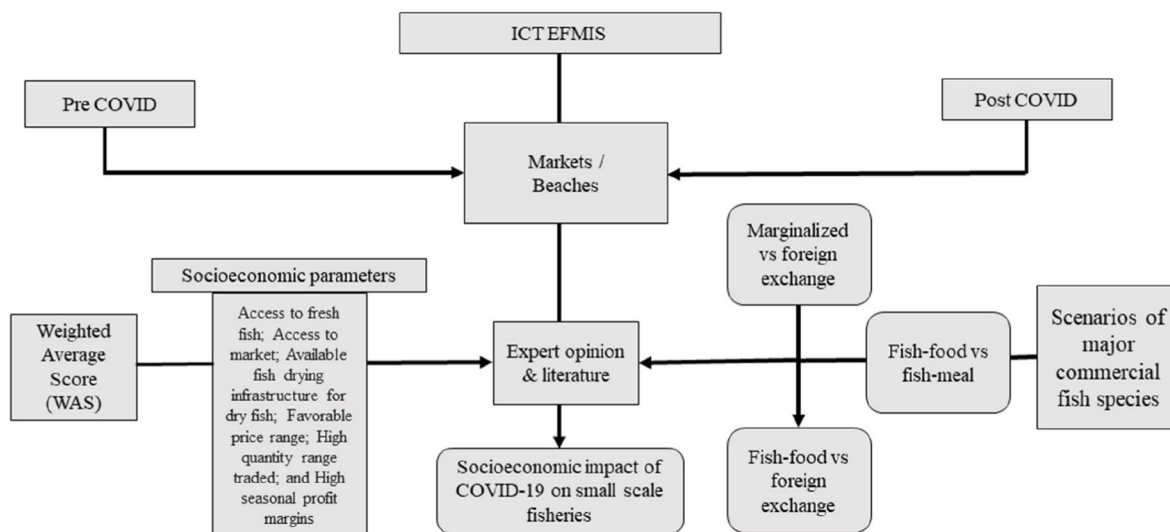 ICT EFMIS
Pre COVID
Post COVID
Markets /
Beaches
Marginalized
vs foreign
exchange
Socioeconomic parameters
Access to fresh
fish; Access to
market; Available
fish drying
infrastructure for
dry fish; Favorable
price range; High
quantity range
traded; and High
seasonal profit
margins
Weighted
Average
Score
(WAS)
Expert opinion
& literature
Fish-food vs
fish-meal
Scenarios of
major
commercial
fish species
Socioeconomic impact of
COVID-19 on small scale
fisheries
Fish-food vs
foreign
exchange